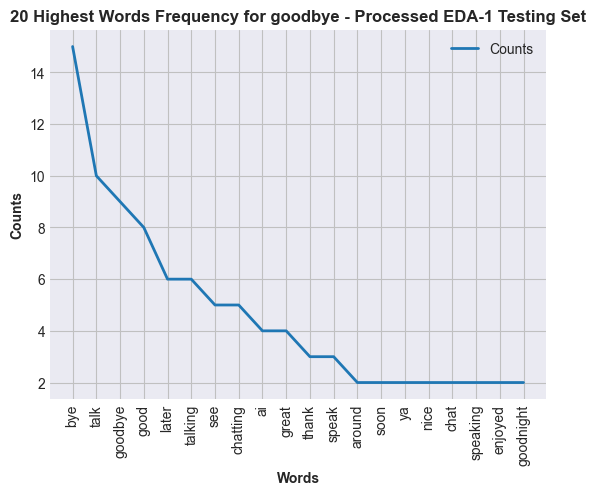 20 Highest Words Frequency for goodbye - Processed EDA-1 Testing Set
Counts
14
12
10
8
6
4
2
Counts
bye
talk
goodbye
good
later
talking
see
chatting
ai
great
thank
speak
around
soon
ya
nice
chat
speaking
enjoyed
goodnight
Words